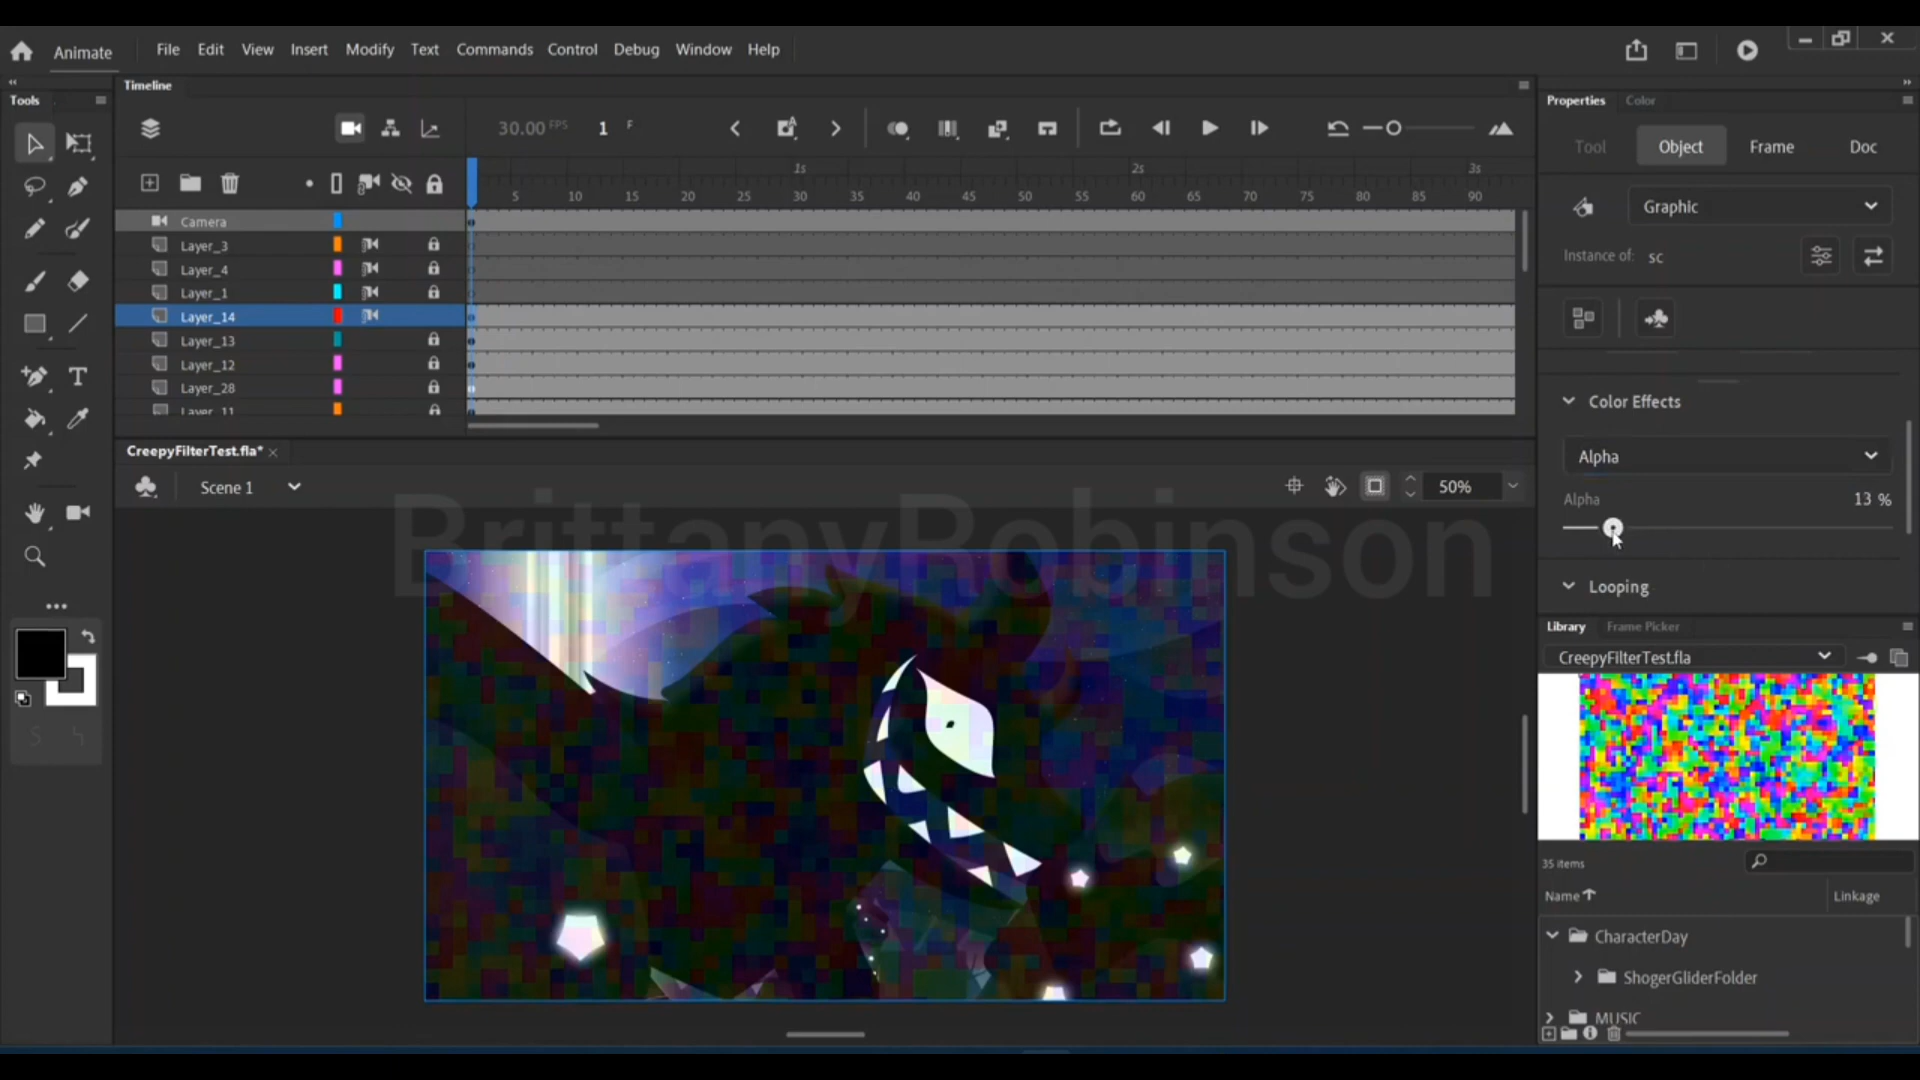 Animate File Edit View Insert Modify Text Commands Control Debug Window Help
Tools
Timeline
30.00 FPS 1 F
1s 2s 3s
5 10 15 20 25 30 35 40 45 50 55 60 65 70 75 80 85 90
Camera
Layer_3
Layer_4
Layer_1
Layer_14
Layer_13
Layer_12
Layer_28
Layer_11
CreepyFilterTest.fla*
Scene 1
50%
BrittanyRobinson
Properties Color
Tool Object Frame Doc
Graphic
Instance of: sc
Color Effects
Alpha
Alpha 13 %
Looping
Library Frame Picker
CreepyFilterTest.fla
35 items
Name Linkage
CharacterDay
ShogerGliderFolder
MUSIC